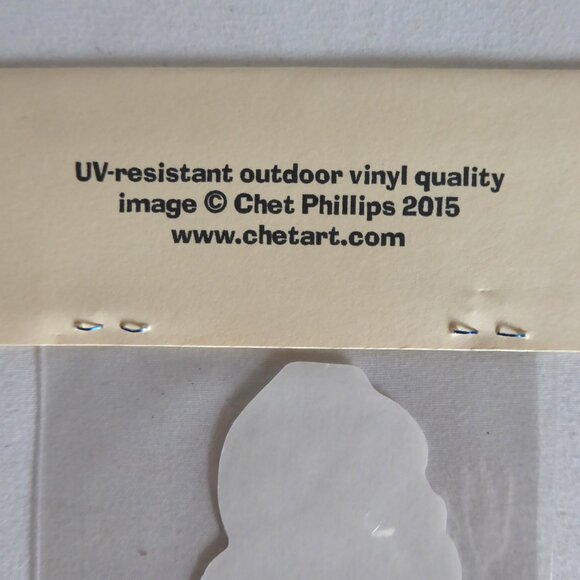 UV-resistant outdoor vinyl quality
image © Chet Phillips 2015
www.chetart.com